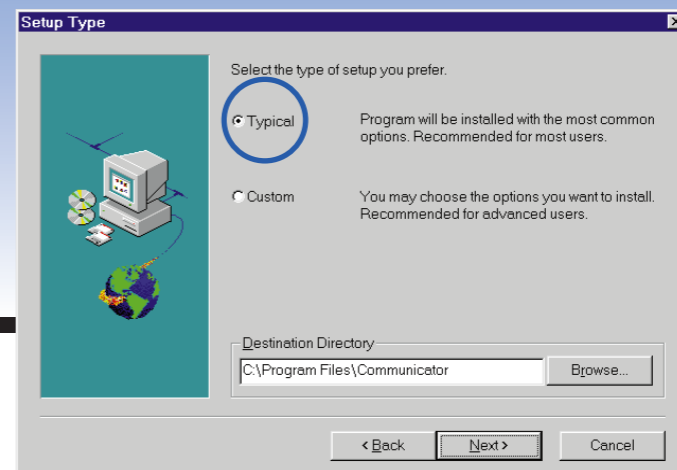 Setup Type
Select the type of setup you prefer.
Typical
Program will be installed with the most common
options. Recommended for most users.
Custom
You may choose the options you want to install.
Recommended for advanced users.
Destination Directory
C:\Program Files\Communicator
Browse...
< Back
Next >
Cancel